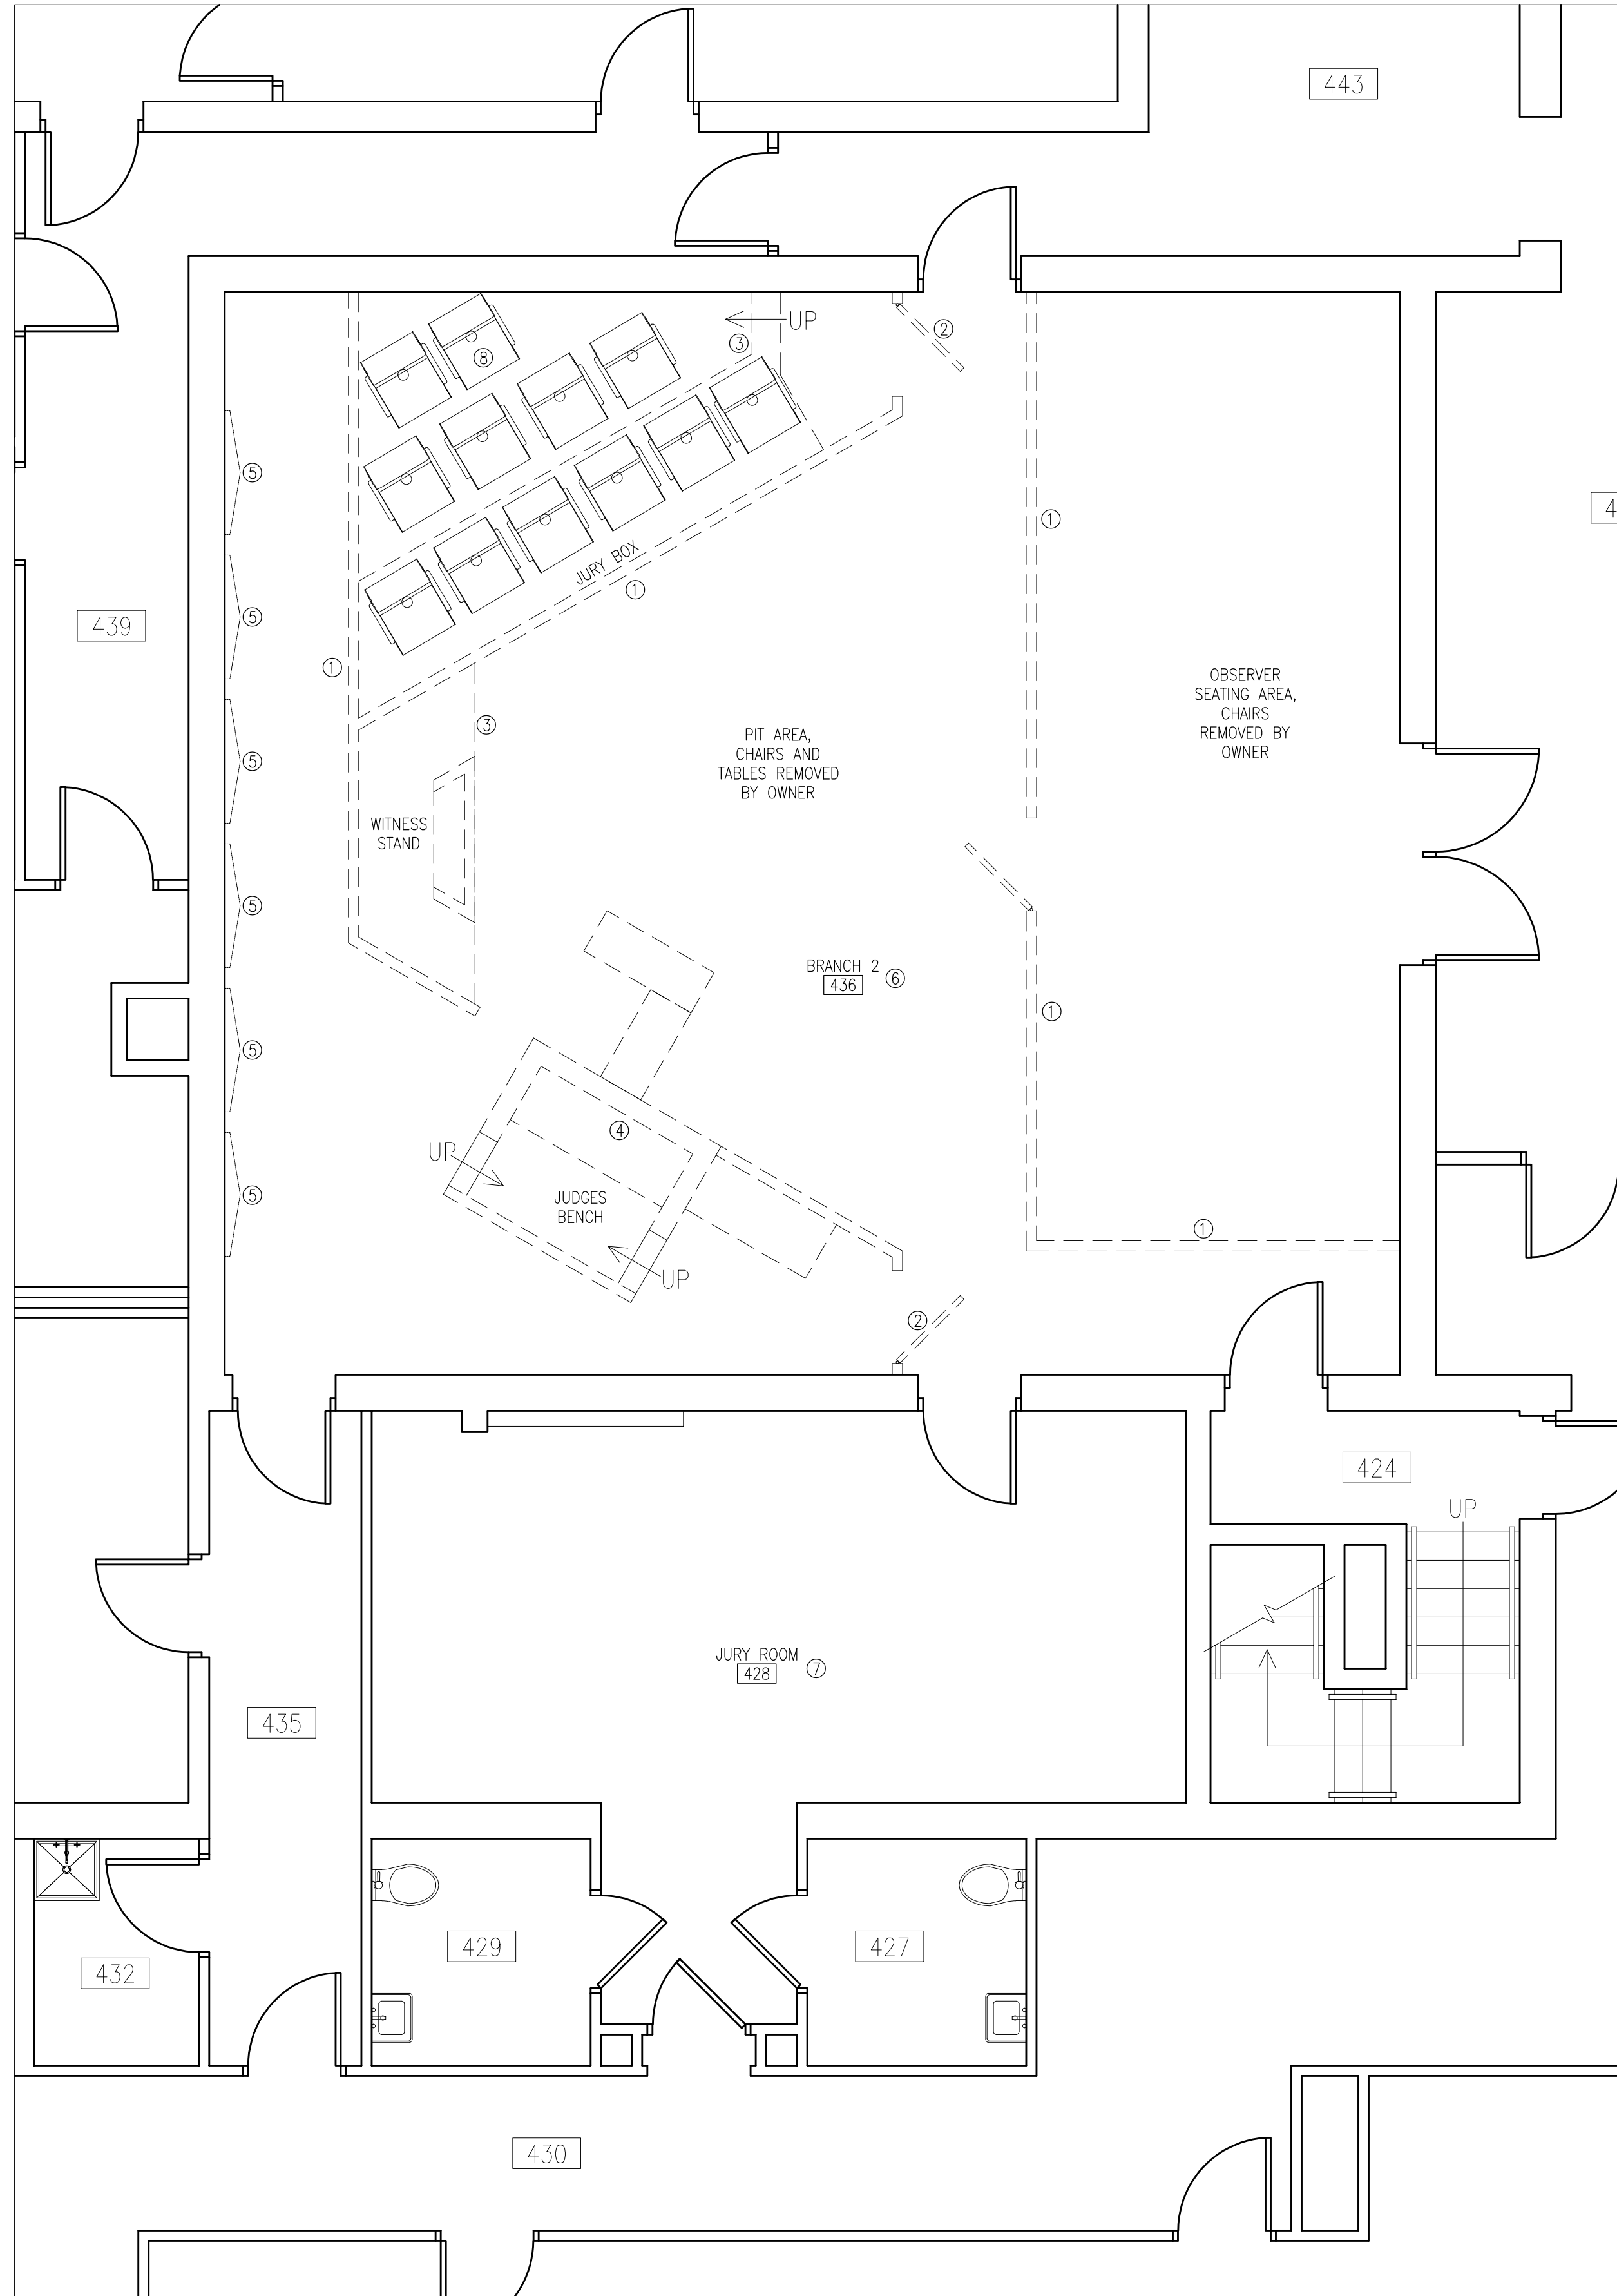 443
UP
②
③
⑧
4
⑤
①
JURY BOX
①
⑤
439
①
OBSERVER
SEATING AREA,
CHAIRS
REMOVED BY
OWNER
③
⑤
PIT AREA,
CHAIRS AND
TABLES REMOVED
BY OWNER
WITNESS
STAND
⑤
BRANCH 2
436
⑥
①
⑤
④
UP
⑤
JUDGES
BENCH
①
UP
②
424
UP
JURY ROOM
428
⑦
435
429
427
432
430